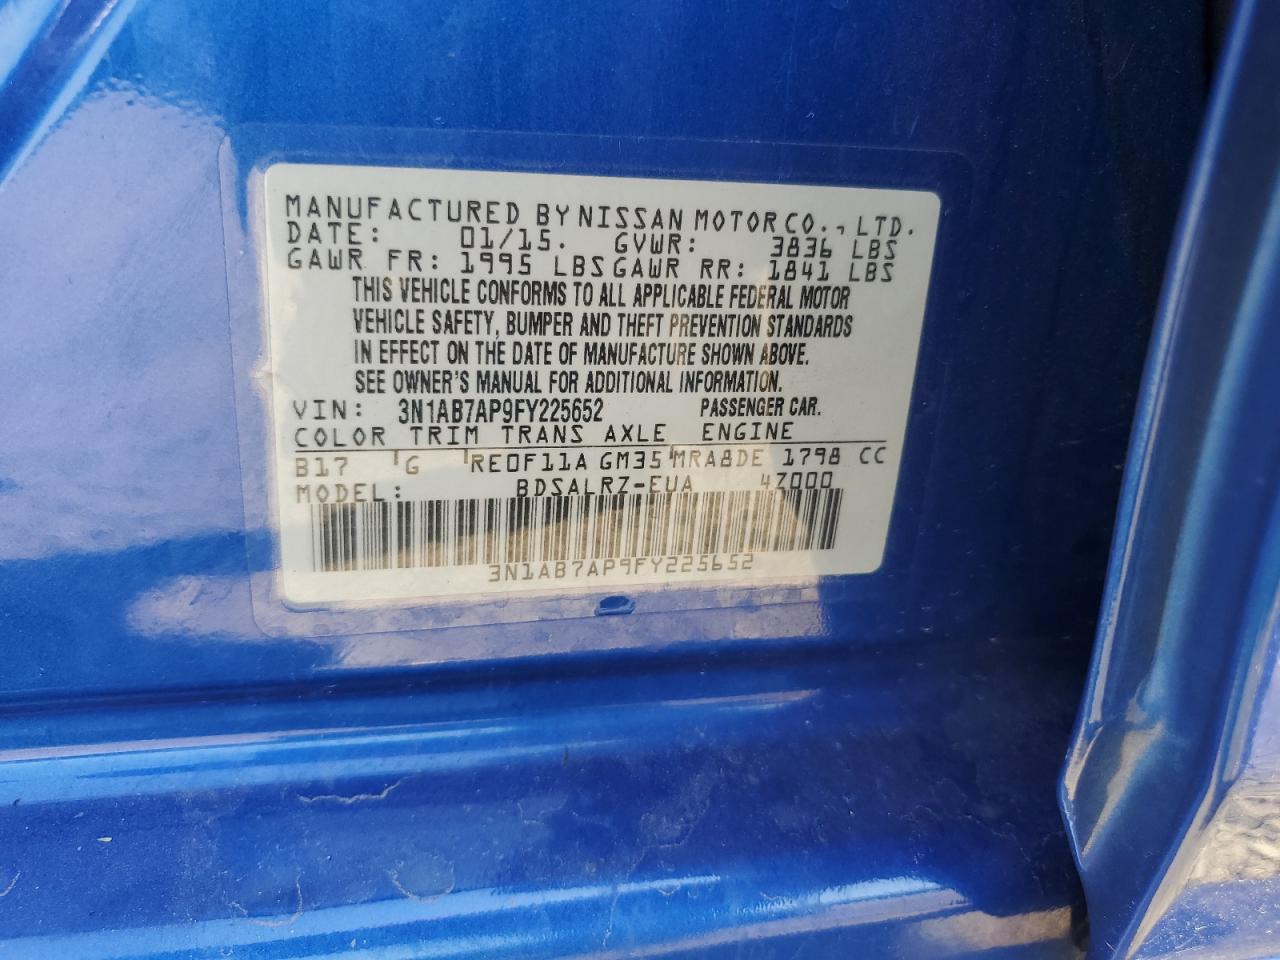 MANUFACTURED BY NISSAN MOTOR CO., LTD.
DATE: 01/15. GVWR: 3836 LBS
GAWR FR: 1995 LBS GAWR RR: 1841 LBS
THIS VEHICLE CONFORMS TO ALL APPLICABLE FEDERAL MOTOR
VEHICLE SAFETY, BUMPER AND THEFT PREVENTION STANDARDS
IN EFFECT ON THE DATE OF MANUFACTURE SHOWN ABOVE.
SEE OWNER'S MANUAL FOR ADDITIONAL INFORMATION.
VIN: 3N1AB7AP9FY225652 PASSENGER CAR.
COLOR TRIM TRANS AXLE ENGINE
B17 G RE0F11A GM35 MRA8DE 1798 CC
MODEL: BDSALRZ-EUA 47000
3N1AB7AP9FY225652